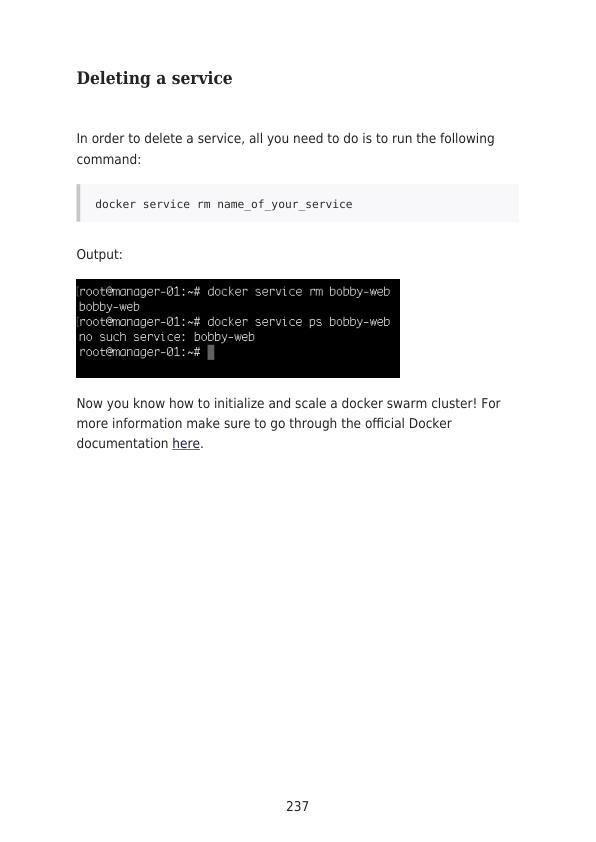 Deleting a service
In order to delete a service, all you need to do is to run the following
command:
docker service rm name_of_your_service
Output:
[root@manager-01:~# docker service rm bobby-web
bobby-web
[root@manager-01:~# docker service ps bobby-web
no such service: bobby-web
root@manager-01:~#
Now you know how to initialize and scale a docker swarm cluster! For
more information make sure to go through the official Docker
documentation here.
237